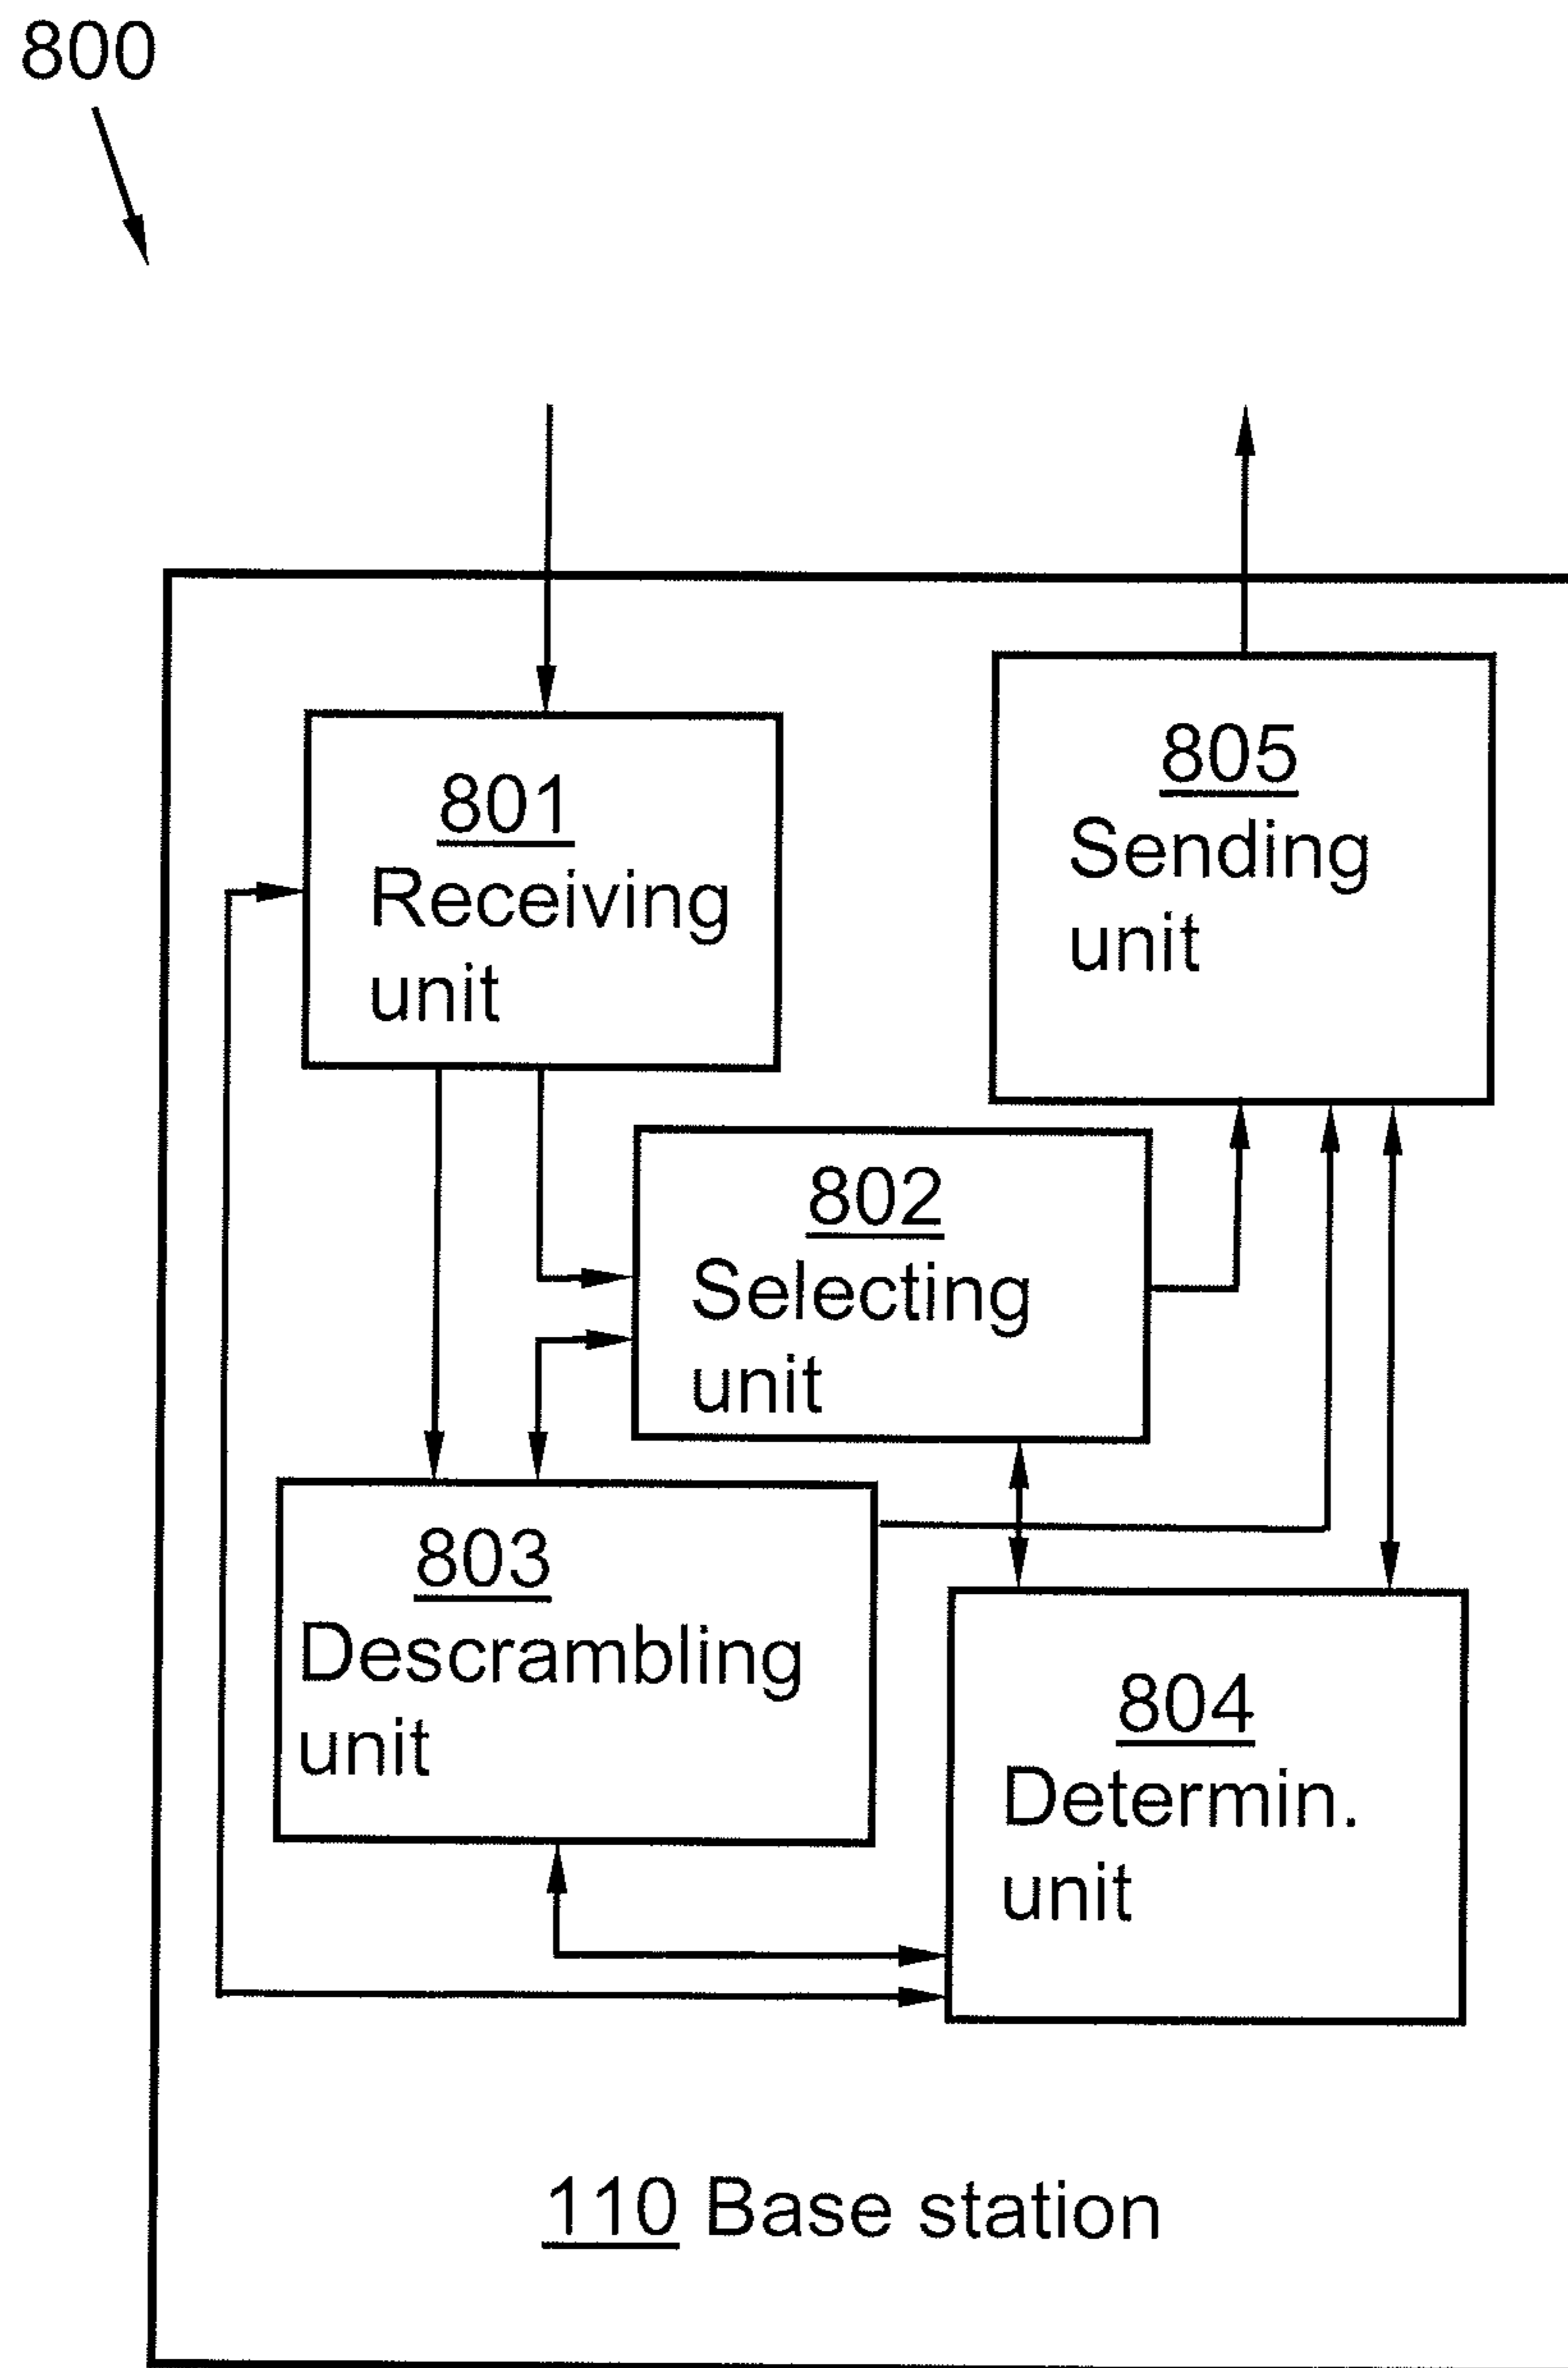 800
801
Receiving
unit
805
Sending
unit
802
Selecting
unit
803
Descrambling
unit
804
Determin.
unit
110 Base station